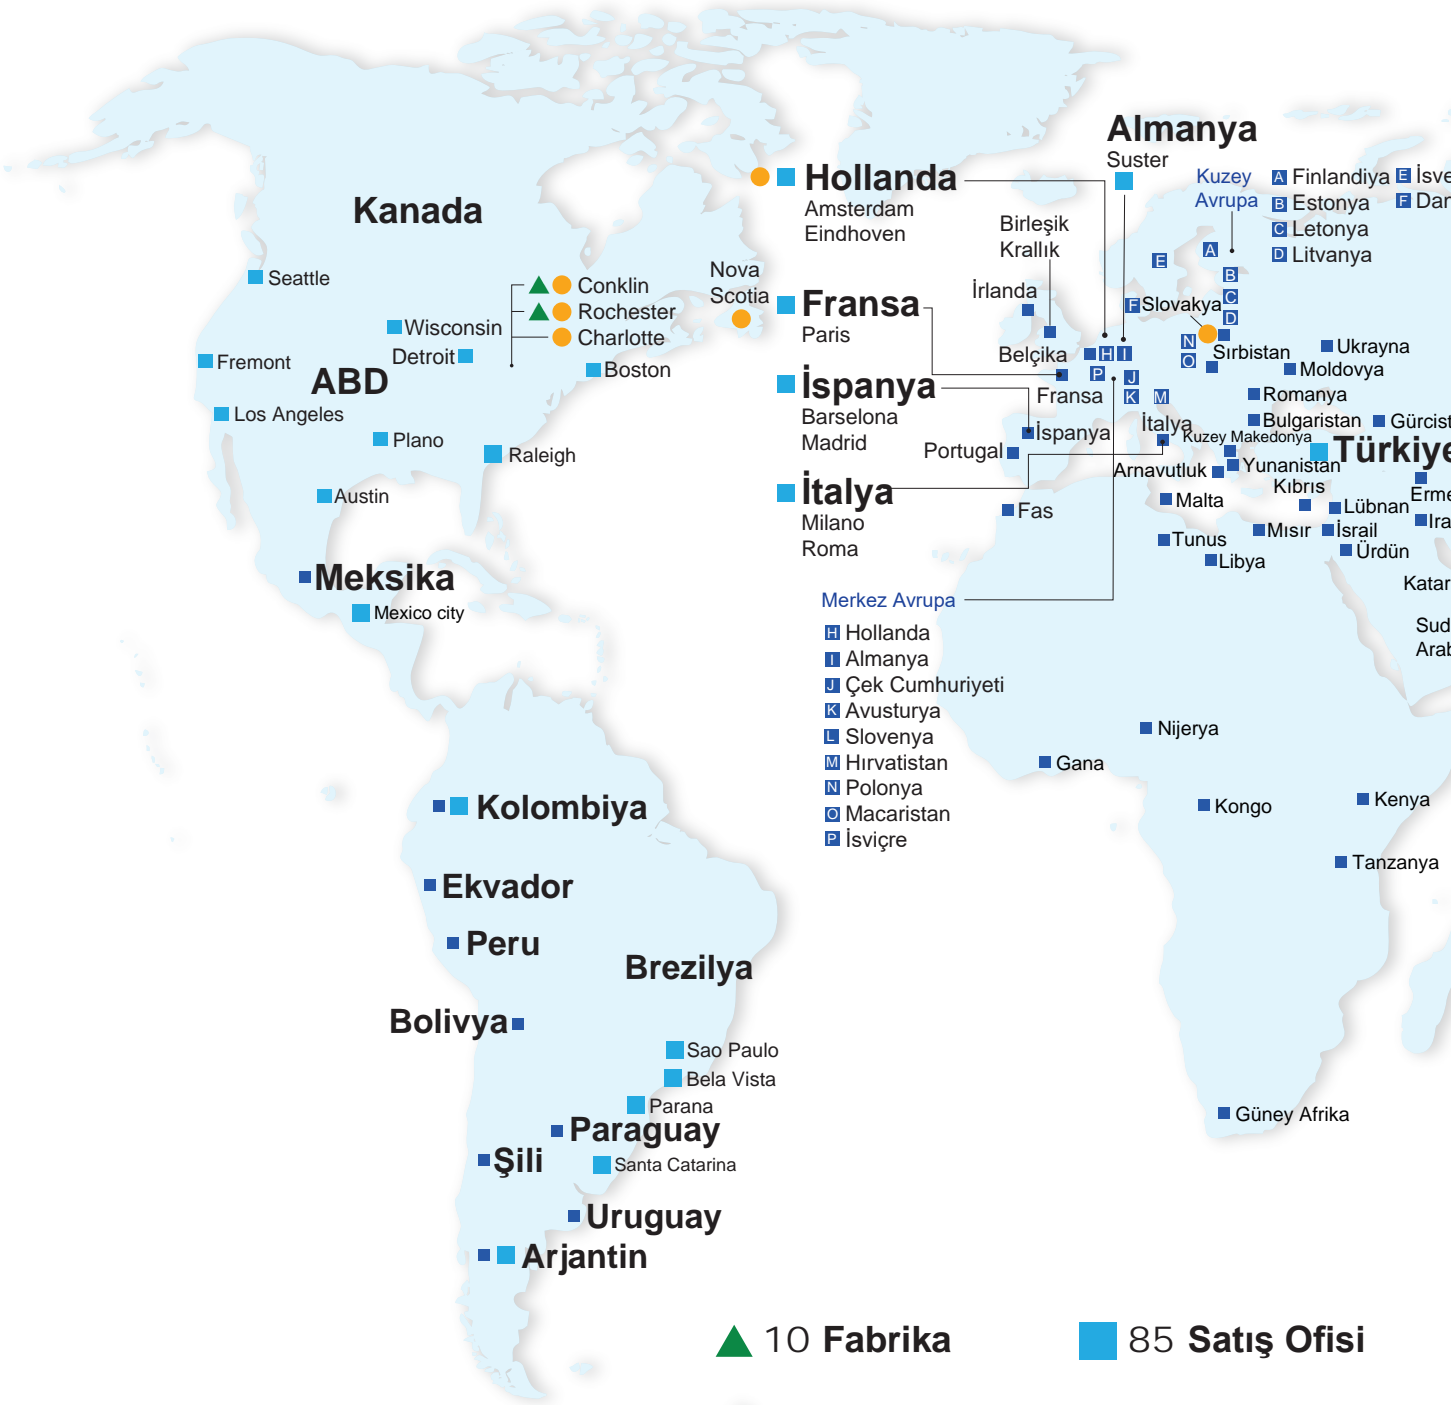 Almanya
Suster
Kuzey
Avrupa
A Finlandiya
B Estonya
C Letonya
D Litvanya
E İsve
F Dan
Hollanda
Amsterdam
Eindhoven
Birleşik
Krallık
İrlanda
Kanada
Seattle
Nova
Scotia
Conklin
Rochester
Charlotte
Wisconsin
Detroit
Fremont
ABD
Boston
Los Angeles
Plano
Raleigh
Austin
Meksika
Mexico city
Fransa
Paris
İspanya
Barselona
Madrid
İtalya
Milano
Roma
A
E
B
C
D
F
Slovakya
N
O
Sırbistan
Belçika
H
I
P
J
K
M
Fransa
Ukrayna
Moldovya
Romanya
Bulgaristan
Gürcist
İtalya
Kuzey Makedonya
Türkiye
İspanya
Portugal
Arnavutluk
Yunanistan
Kıbrıs
Malta
Fas
Lübnan
Erme
Tunus
Mısır
İsrail
Ira
Libya
Ürdün
Katar
Sud
Arab
Merkez Avrupa
H Hollanda
I Almanya
J Çek Cumhuriyeti
K Avusturya
L Slovenya
M Hırvatistan
N Polonya
O Macaristan
P İsviçre
Nijerya
Gana
Kongo
Kenya
Tanzanya
Güney Afrika
Kolombiya
Ekvador
Peru
Brezilya
Bolivya
Sao Paulo
Bela Vista
Parana
Paraguay
Şili
Santa Catarina
Uruguay
Arjantin
10 Fabrika
85 Satış Ofisi